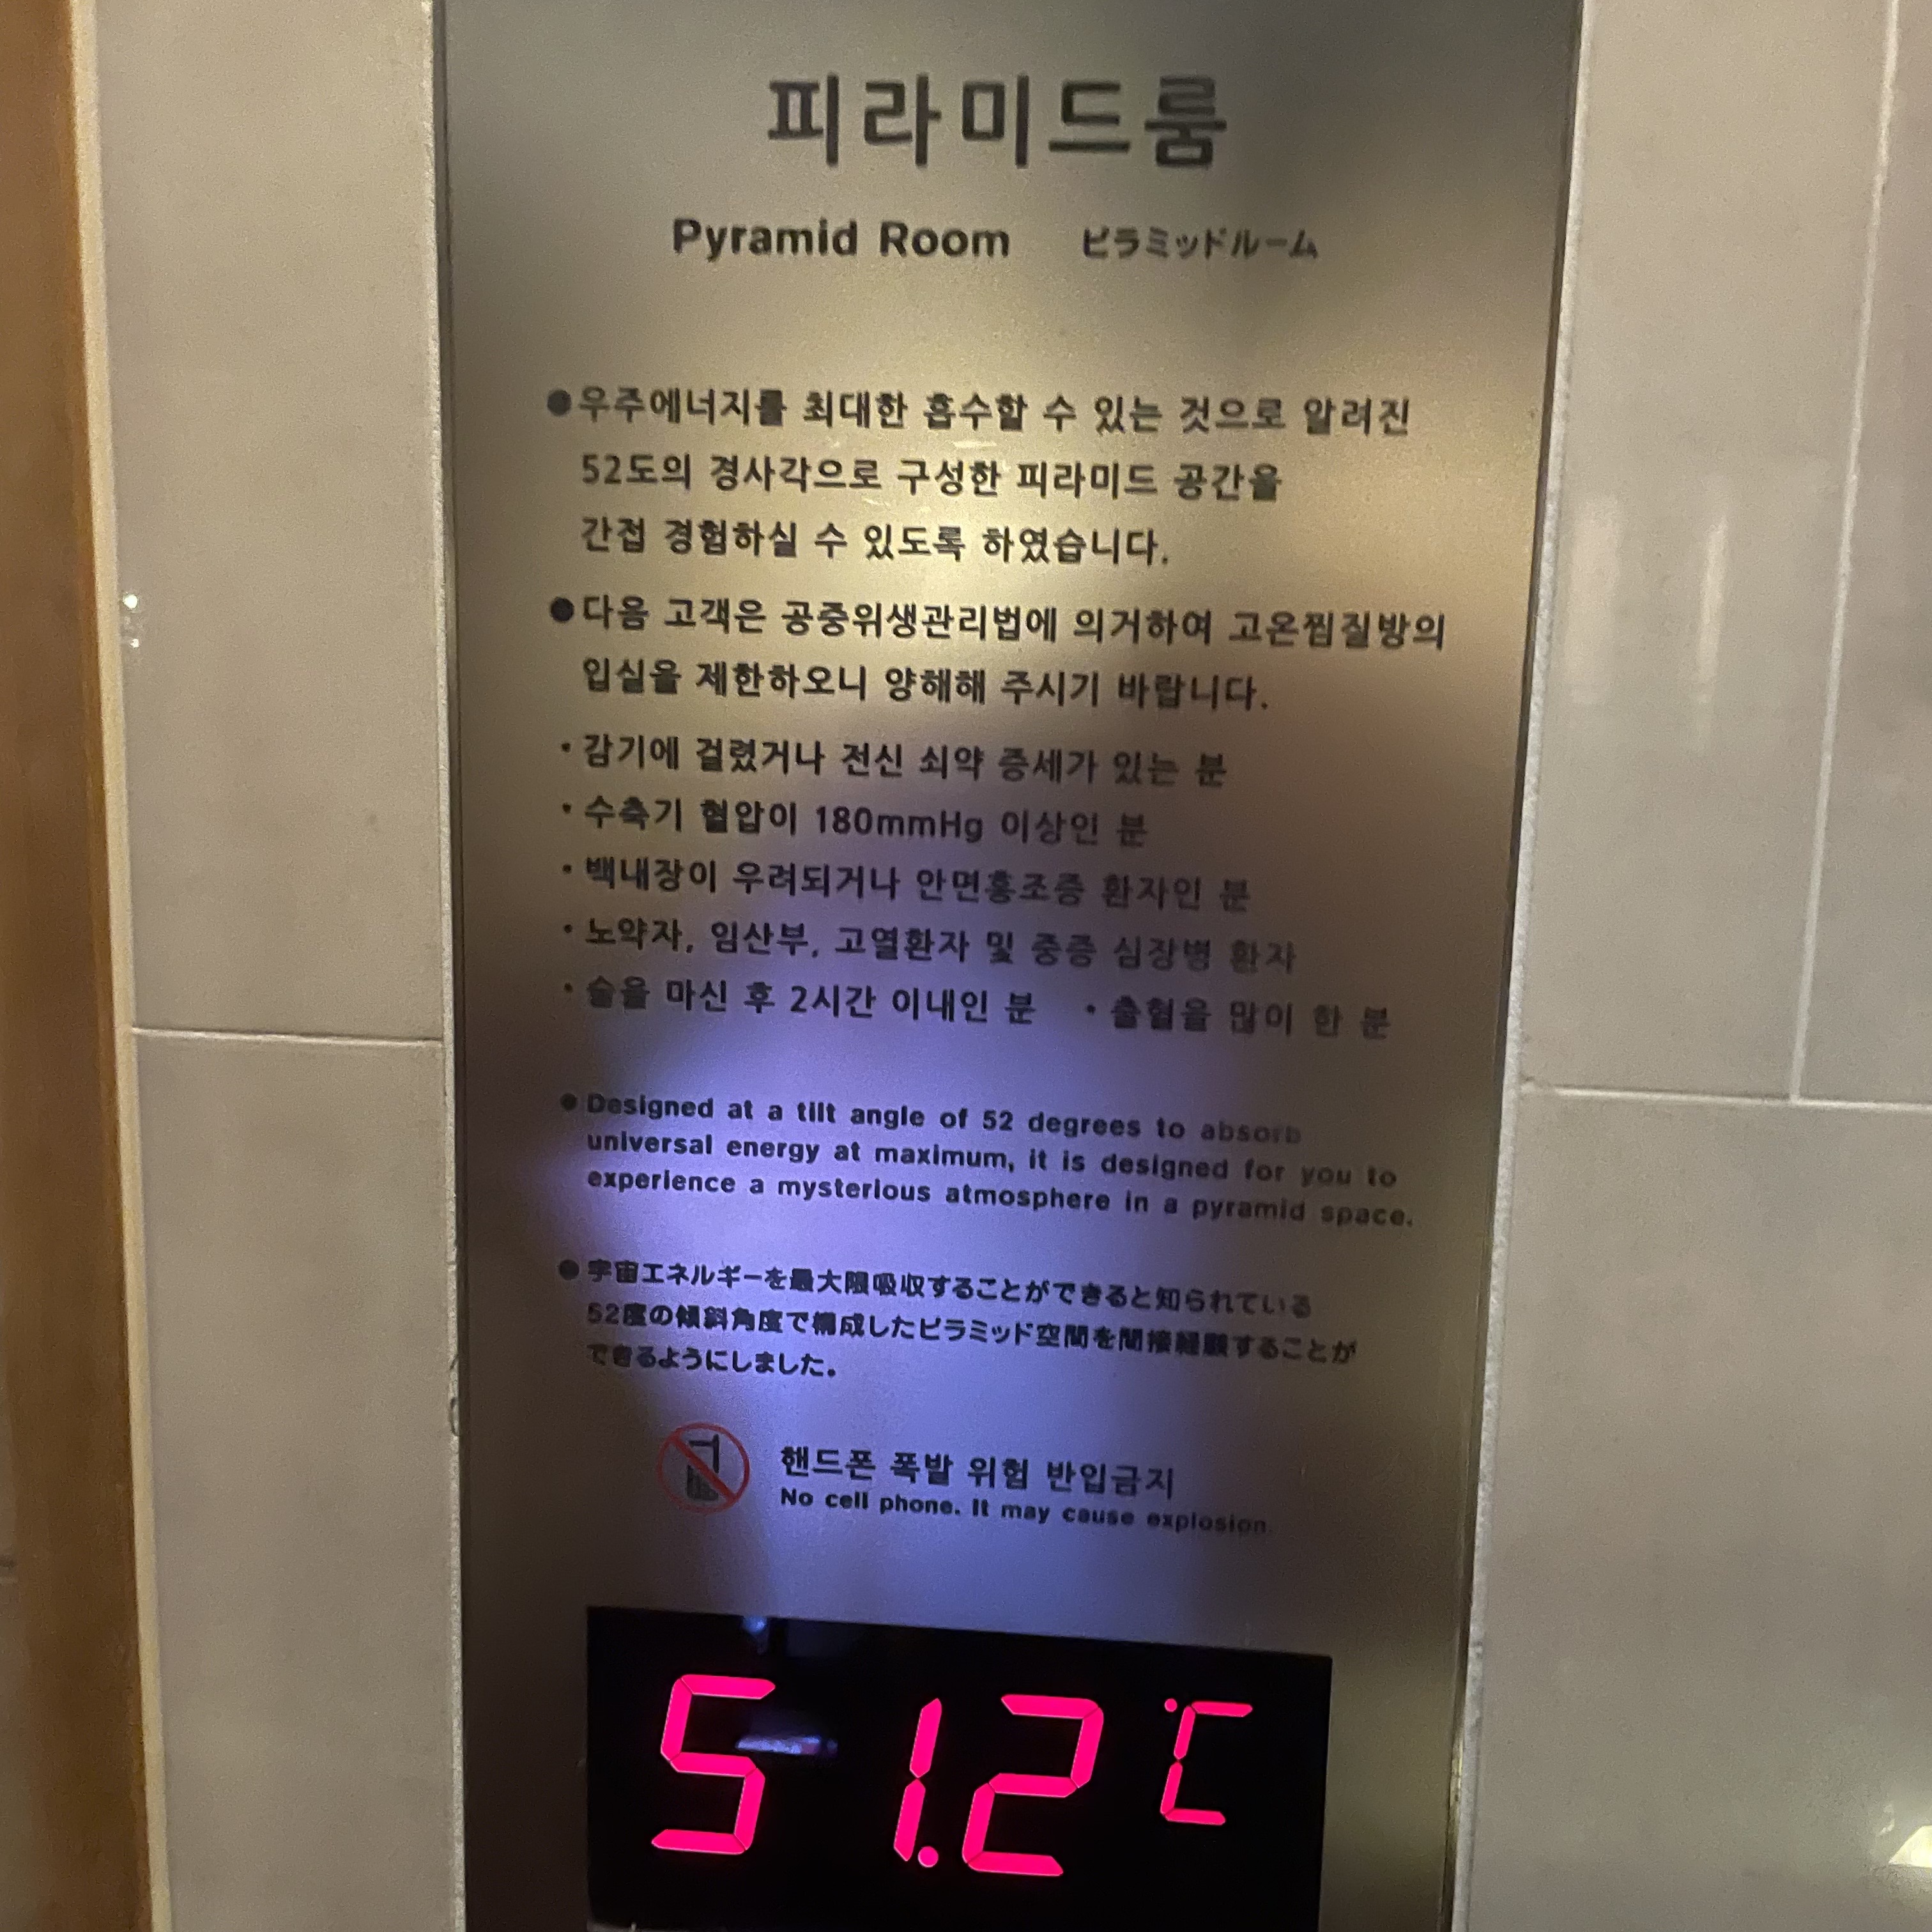 피라미드룸
Pyramid Room ピラミッドルーム
●우주에너지를 최대한 흡수할 수 있는 것으로 알려진
52도의 경사각으로 구성한 피라미드 공간을
간접 경험하실 수 있도록 하였습니다.
●다음 고객은 공중위생관리법에 의거하여 고온찜질방의
입실을 제한하오니 양해해 주시기 바랍니다.
·감기에 걸렸거나 전신 쇠약 증세가 있는 분
·수축기 혈압이 180mmHg 이상인 분
·백내장이 우려되거나 안면홍조증 환자인 분
·노약자, 임산부, 고열환자 및 중증 심장병 환자
·술을 마신 후 2시간 이내인 분 ·출혈을 많이 한 분
● Designed at a tilt angle of 52 degrees to absorb
universal energy at maximum, it is designed for you to
experience a mysterious atmosphere in a pyramid space.
● 宇宙エネルギーを最大限吸収することができると知られている
52度の傾斜角度で構成したピラミッド空間を間接経験することが
できるようにしました。
핸드폰 폭발 위험 반입금지
No cell phone. It may cause explosion.
51.2℃